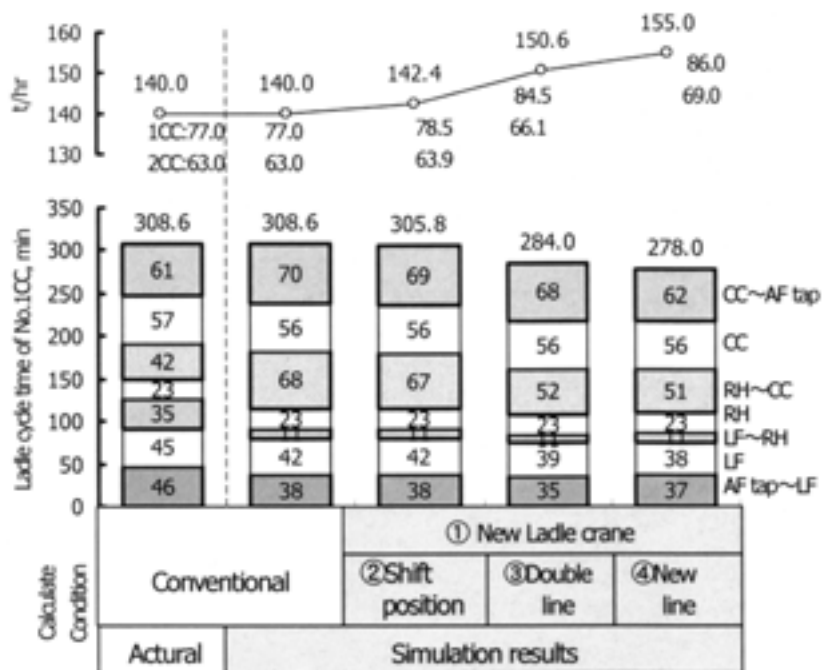 160
150
140
130
t/hr
140.0
140.0
142.4
150.6
155.0
1CC:77.0
77.0
78.5
84.5
86.0
2CC:63.0
63.0
63.9
66.1
69.0
350
300
250
200
150
100
50
0
Ladle cycle time of No.1CC, min
308.6
308.6
305.8
284.0
278.0
61
70
69
68
62
CC~AF tap
57
56
56
56
56
CC
42
68
67
52
51
RH~CC
23
23
23
23
23
RH
35
11
11
11
11
LF~RH
45
42
42
39
38
LF
46
38
38
35
37
AF tap~LF
Calculate
Condition
Conventional
① New Ladle crane
②Shift
position
③Double
line
④New
line
Actural
Simulation results